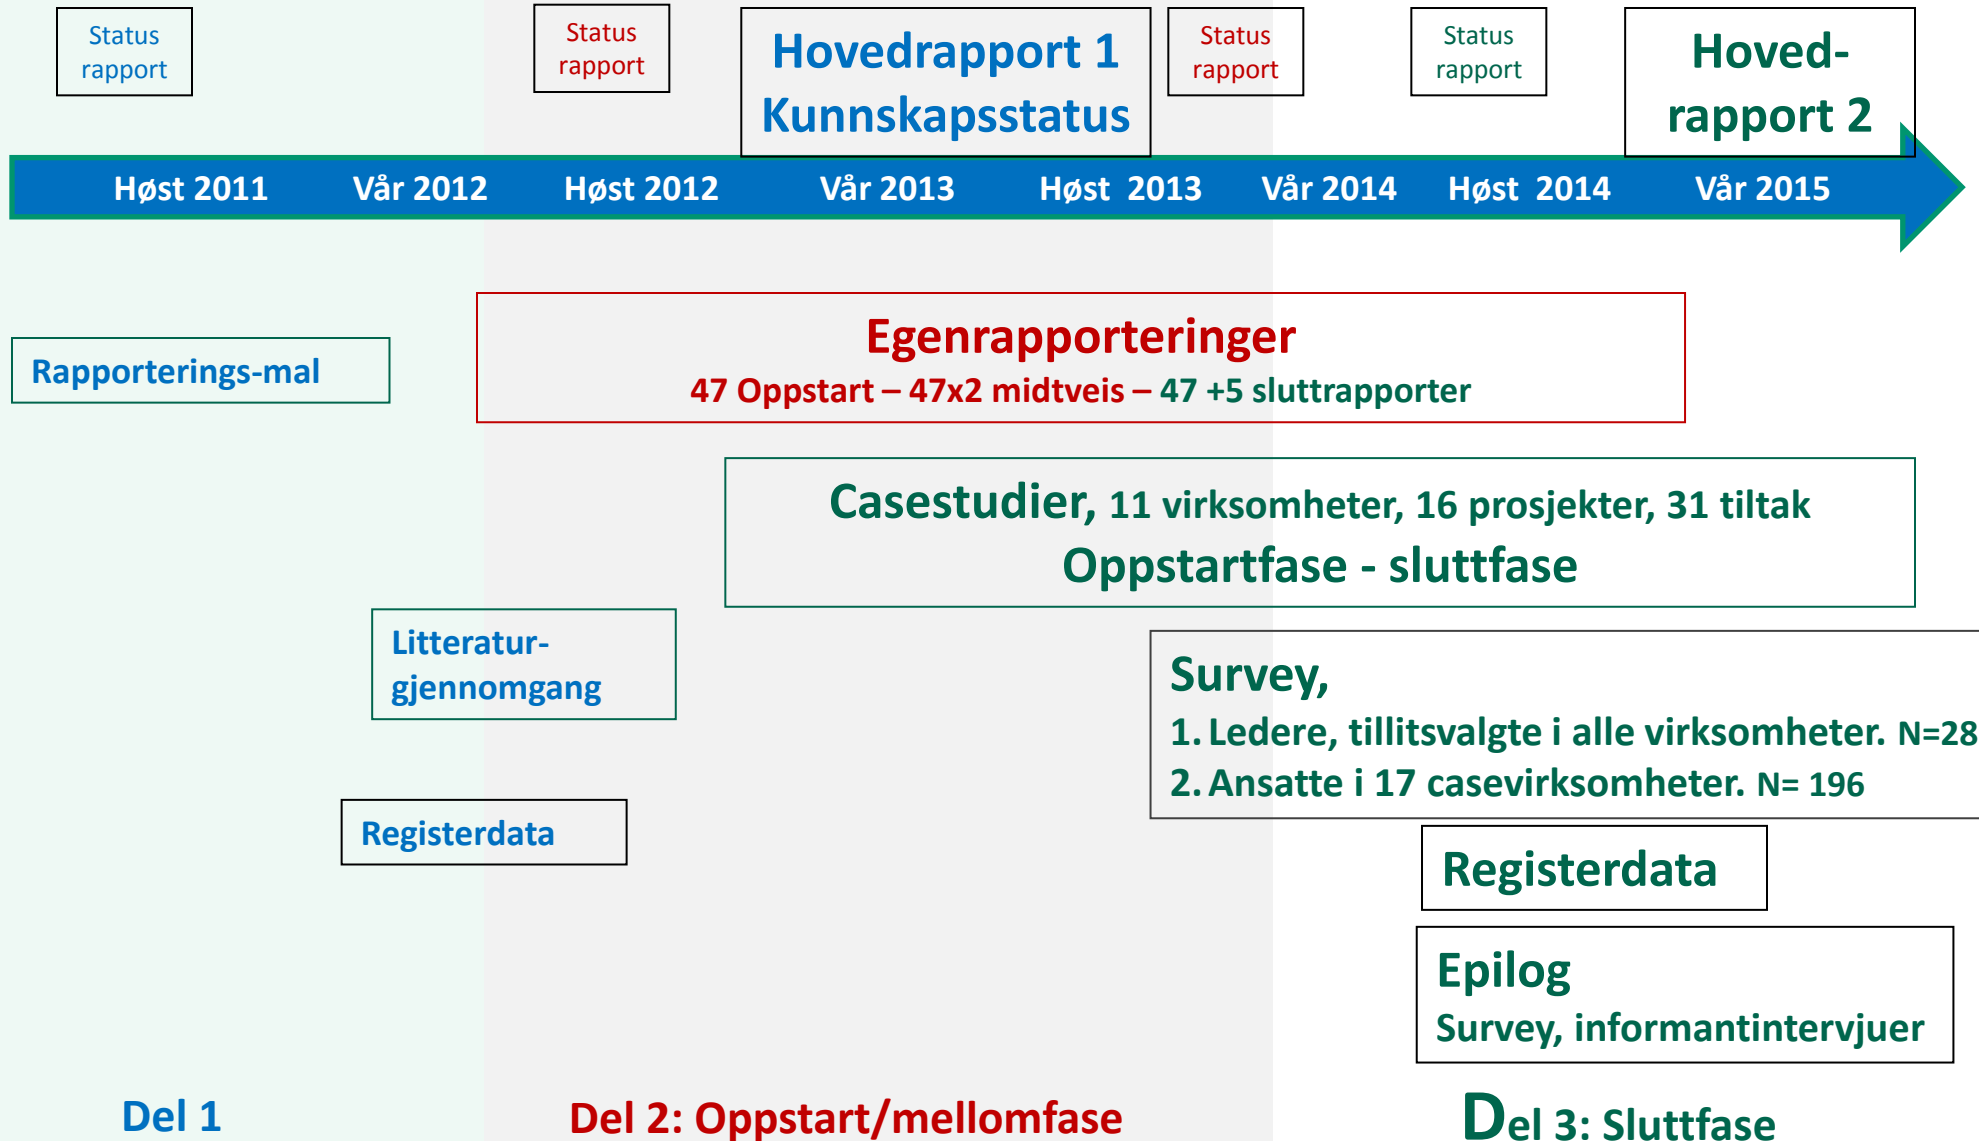 Status
rapport
Status
rapport
Hovedrapport 1
Kunnskapsstatus
Status
rapport
Status
rapport
Hoved-
rapport 2
Høst 2011
Vår 2012
Høst 2012
Vår 2013
Høst 2013
Vår 2014
Høst 2014
Vår 2015
Rapporterings-mal
Egenrapporteringer
47 Oppstart – 47x2 midtveis – 47 +5 sluttrapporter
Casestudier, 11 virksomheter, 16 prosjekter, 31 tiltak
Oppstartfase - sluttfase
Litteratur-
gjennomgang
Survey,
1. Ledere, tillitsvalgte i alle virksomheter. N=28
2. Ansatte i 17 casevirksomheter. N= 196
Registerdata
Registerdata
Epilog
Survey, informantintervjuer
Del 1
Del 2: Oppstart/mellomfase
Del 3: Sluttfase